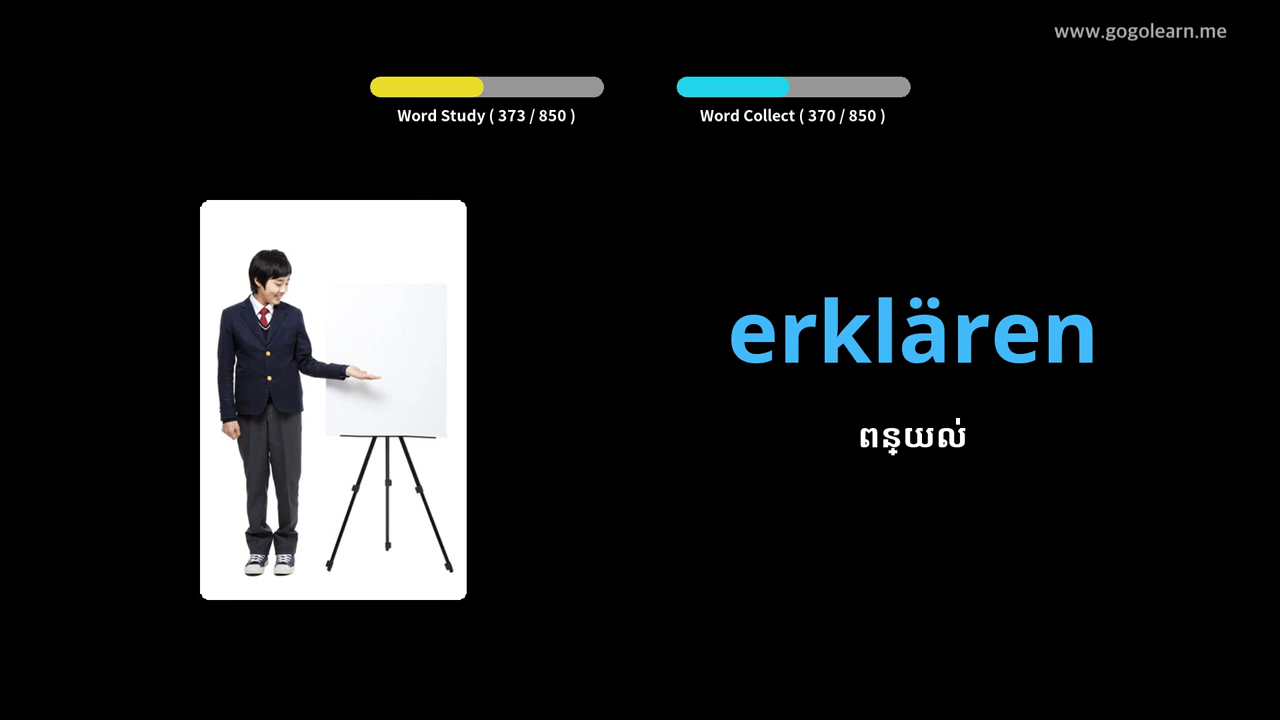 www.gogolearn.me
Word Study ( 373 / 850 )
Word Collect ( 370 / 850 )
erklären
ពន្យល់